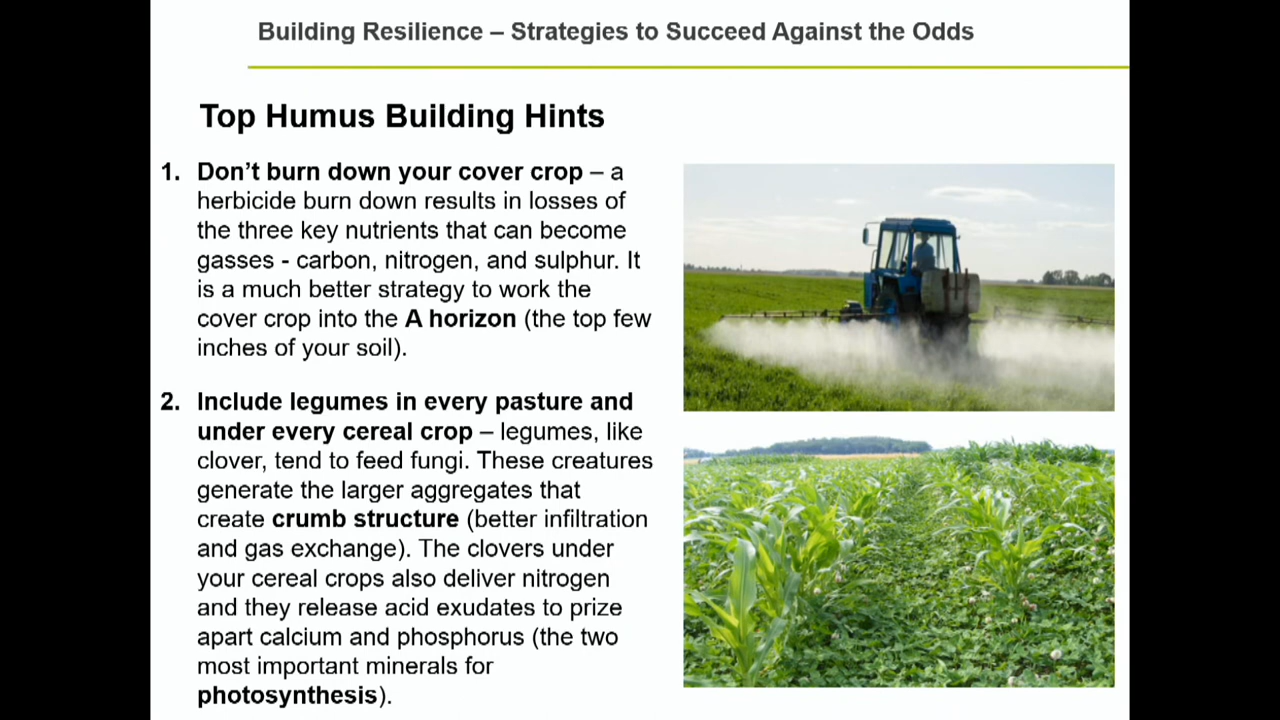 Building Resilience – Strategies to Succeed Against the Odds
Top Humus Building Hints
1. Don’t burn down your cover crop – a
herbicide burn down results in losses of
the three key nutrients that can become
gasses - carbon, nitrogen, and sulphur. It
is a much better strategy to work the
cover crop into the A horizon (the top few
inches of your soil).
2. Include legumes in every pasture and
under every cereal crop – legumes, like
clover, tend to feed fungi. These creatures
generate the larger aggregates that
create crumb structure (better infiltration
and gas exchange). The clovers under
your cereal crops also deliver nitrogen
and they release acid exudates to prize
apart calcium and phosphorus (the two
most important minerals for
photosynthesis).